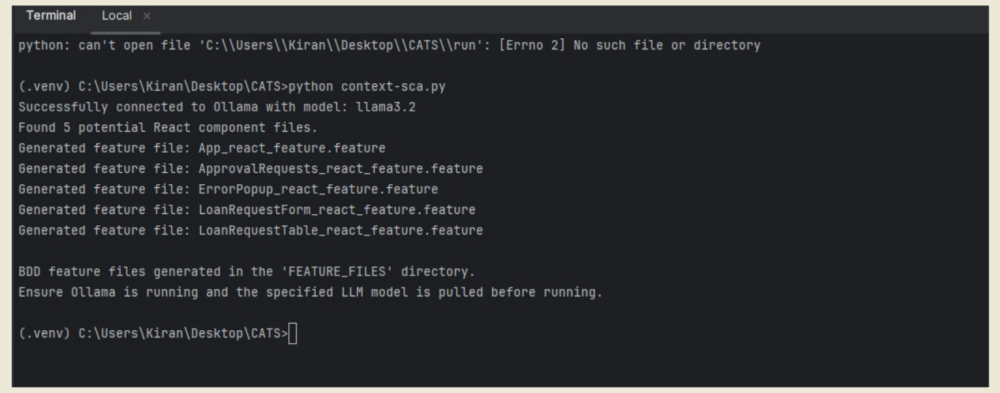 Terminal Local ×
python: can't open file 'C:\\Users\\Kiran\\Desktop\\CATS\\run': [Errno 2] No such file or directory
(.venv) C:\Users\Kiran\Desktop\CATS>python context-sca.py
Successfully connected to Ollama with model: llama3.2
Found 5 potential React component files.
Generated feature file: App_react_feature.feature
Generated feature file: ApprovalRequests_react_feature.feature
Generated feature file: ErrorPopup_react_feature.feature
Generated feature file: LoanRequestForm_react_feature.feature
Generated feature file: LoanRequestTable_react_feature.feature
BDD feature files generated in the 'FEATURE_FILES' directory.
Ensure Ollama is running and the specified LLM model is pulled before running.
(.venv) C:\Users\Kiran\Desktop\CATS>